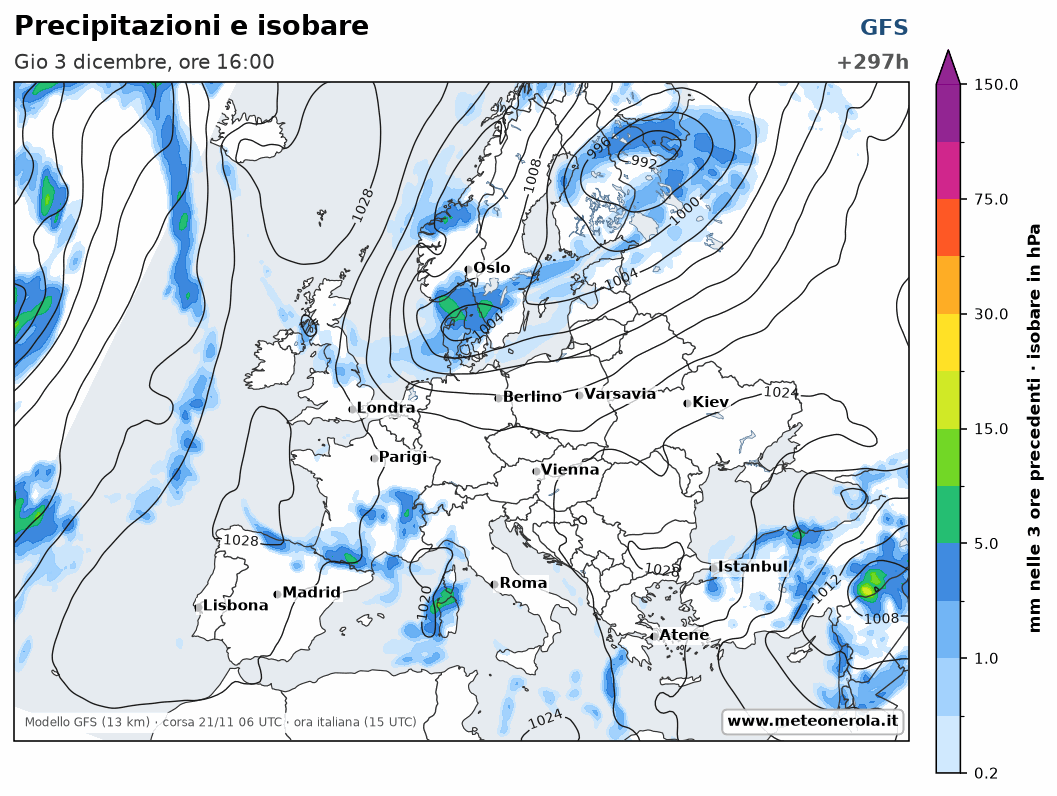 Precipitazioni e isobare
GFS
Gio 3 dicembre, ore 16:00
+297h
150.0
75.0
30.0
15.0
5.0
1.0
0.2
mm nelle 3 ore precedenti · isobare in hPa
996
992
1008
1028
1000
Oslo
1004
1004
Berlino
Varsavia
1024
Londra
Kiev
Parigi
Vienna
1028
Istanbul
1028
Roma
1012
Madrid
1020
Lisbona
1008
Atene
1024
Modello GFS (13 km) · corsa 21/11 06 UTC · ora italiana (15 UTC)
www.meteonerola.it